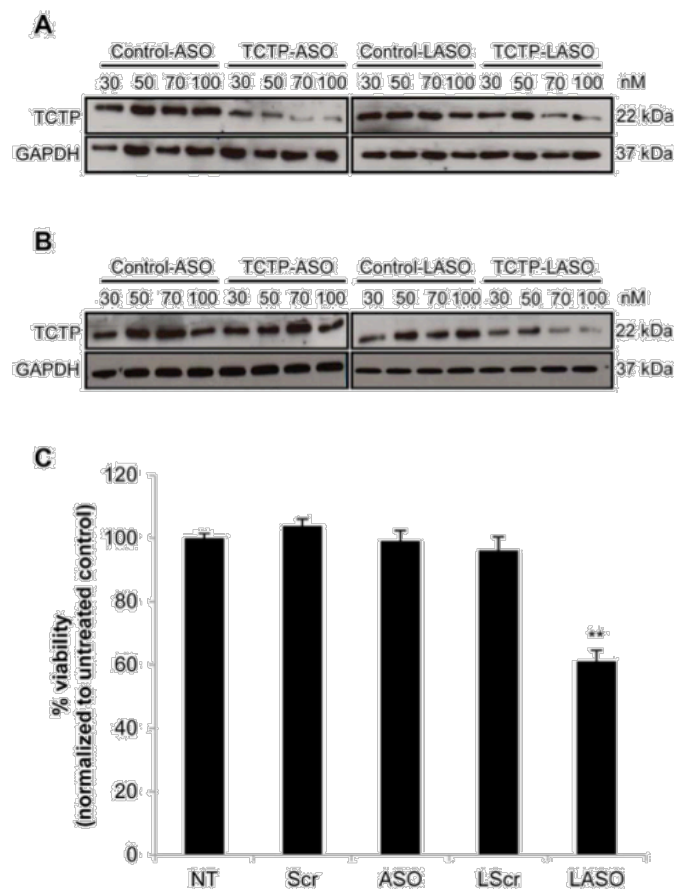 A
Control-ASO TCTP-ASO Control-LASO TCTP-LASO
30 50 70 100 30 50 70 100 30 50 70 100 30 50 70 100 nM
TCTP 22 kDa
GAPDH 37 kDa
B
Control-ASO TCTP-ASO Control-LASO TCTP-LASO
30 50 70 100 30 50 70 100 30 50 70 100 30 50 70 100 nM
TCTP 22 kDa
GAPDH 37 kDa
C
% viability
(normalized to untreated control)
120
100
80
60
40
20
0
**
NT Scr ASO LScr LASO